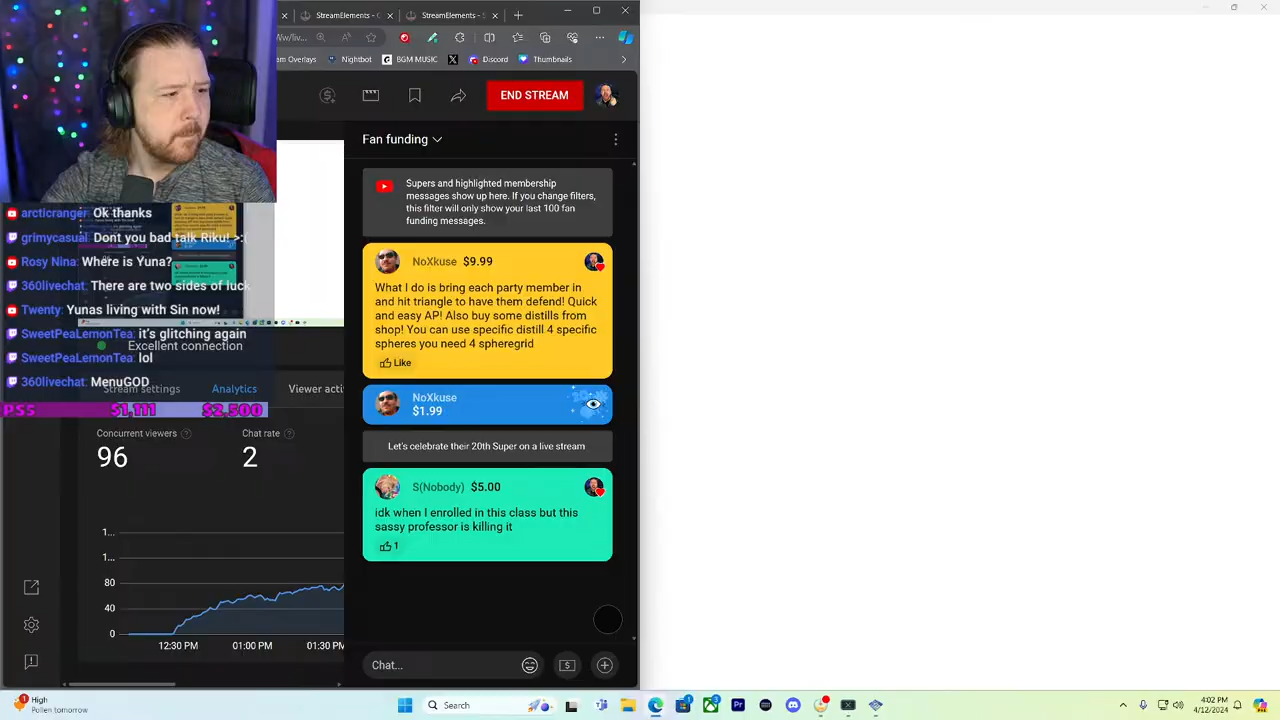 StreamElements - C
StreamElements - S
ww/liv...
am Overlays
Nightbot
BGM MUSIC
Discord
Thumbnails
END STREAM
Fan funding
Supers and highlighted membership
messages show up here. If you change filters,
this filter will only show your last 100 fan
funding messages.
NoXkuse $9.99
What I do is bring each party member in
and hit triangle to have them defend! Quick
and easy AP! Also buy some distills from
shop! You can use specific distill 4 specific
spheres you need 4 spheregrid
Like
NoXkuse
$1.99
Let's celebrate their 20th Super on a live stream
S(Nobody) $5.00
idk when I enrolled in this class but this
sassy professor is killing it
1
Chat...
arcticranger: Ok thanks
grimycasual: Dont you bad talk Riku! >:(
Rosy Nina: Where is Yuna?
360livechat: There are two sides of luck
Twenty: Yunas living with Sin now!
SweetPeaLemonTea: it's glitching again
Excellent connection
SweetPeaLemonTea: lol
360livechat: MenuGOD
Stream settings
Analytics
Viewer acti
PS5 $1,111 $2,500
Concurrent viewers
Chat rate
96
2
1...
1...
80
40
0
12:30 PM
01:00 PM
01:30 PM
High
Pollen tomorrow
Search
4:02 PM
4/12/2024